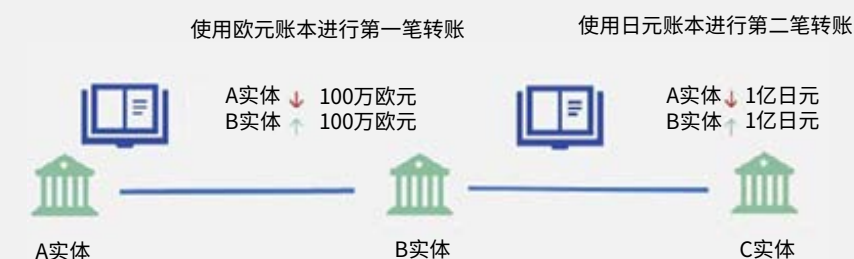 使用欧元账本进行第一笔转账
使用日元账本进行第二笔转账
A实体 ↓ 100万欧元
B实体 ↑ 100万欧元
A实体 ↓ 1亿日元
B实体 ↑ 1亿日元
A实体
B实体
C实体